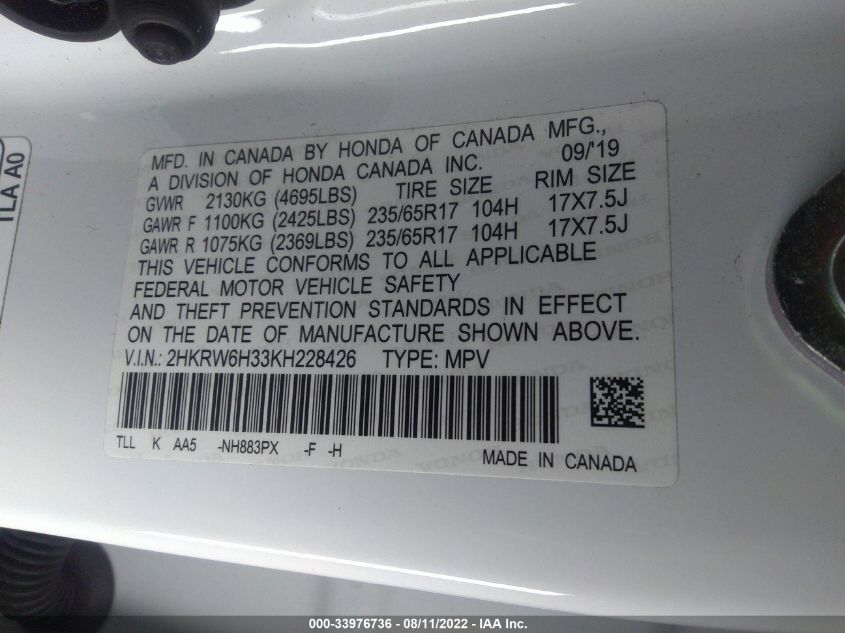 TLA A0
MFD. IN CANADA BY HONDA OF CANADA MFG.,
A DIVISION OF HONDA CANADA INC. 09/'19
GVWR 2130KG (4695LBS) TIRE SIZE RIM SIZE
GAWR F 1100KG (2425LBS) 235/65R17 104H 17X7.5J
GAWR R 1075KG (2369LBS) 235/65R17 104H 17X7.5J
THIS VEHICLE CONFORMS TO ALL APPLICABLE
FEDERAL MOTOR VEHICLE SAFETY
AND THEFT PREVENTION STANDARDS IN EFFECT
ON THE DATE OF MANUFACTURE SHOWN ABOVE.
V.I.N.: 2HKRW6H33KH228426 TYPE: MPV
TLL K AA5 -NH883PX -F -H
MADE IN CANADA
000-33976736 - 08/11/2022 - IAA Inc.